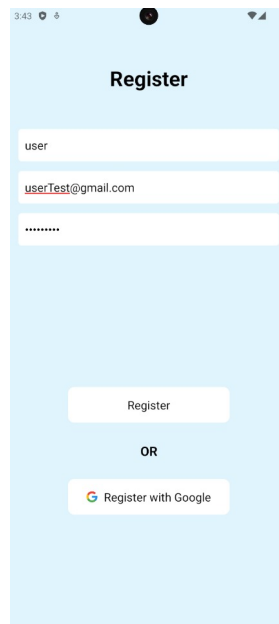 3:43
Register
user
userTest@gmail.com
•••••••••
Register
OR
Register with Google